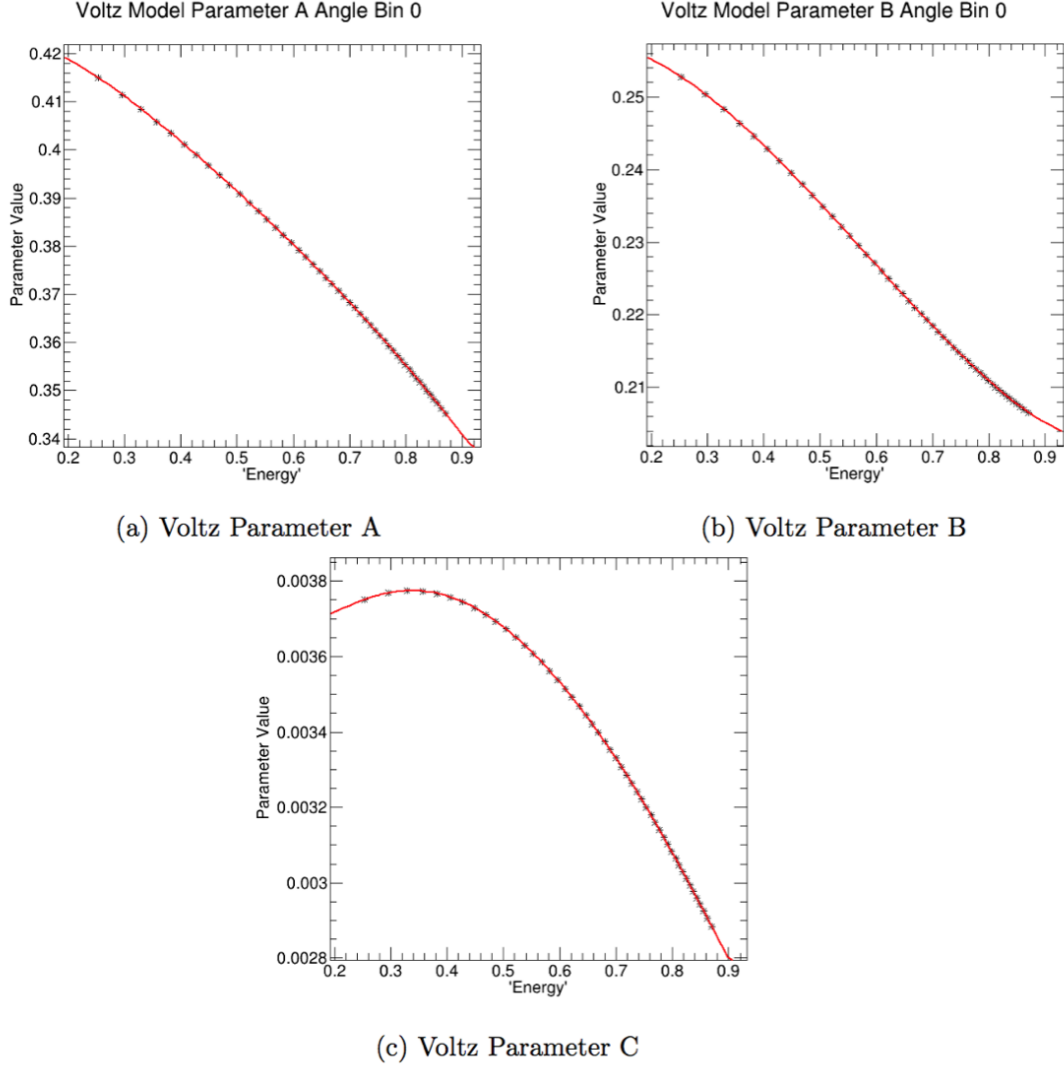 Voltz Model Parameter A Angle Bin 0
0.42
0.41
0.4
0.39
0.38
0.37
0.36
0.35
0.34
Parameter Value
0.2 0.3 0.4 0.5 0.6 0.7 0.8 0.9
'Energy'
(a) Voltz Parameter A
Voltz Model Parameter B Angle Bin 0
0.25
0.24
0.23
0.22
0.21
Parameter Value
0.2 0.3 0.4 0.5 0.6 0.7 0.8 0.9
'Energy'
(b) Voltz Parameter B
0.0038
0.0036
0.0034
0.0032
0.003
0.0028
Parameter Value
0.2 0.3 0.4 0.5 0.6 0.7 0.8 0.9
'Energy'
(c) Voltz Parameter C